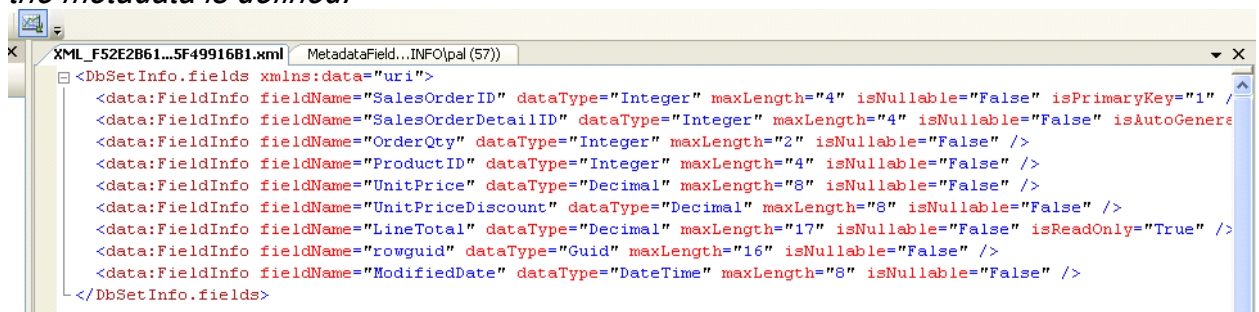 the metadata is defined.
XML_F52E2B61...5F49916B1.xml MetadataField...INFO\pal (57))
<DbSetInfo.fields xmlns:data="uri">
<data:FieldInfo fieldName="SalesOrderID" dataType="Integer" maxLength="4" isNullable="False" isPrimaryKey="1" /
<data:FieldInfo fieldName="SalesOrderDetailID" dataType="Integer" maxLength="4" isNullable="False" isAutoGenera
<data:FieldInfo fieldName="OrderQty" dataType="Integer" maxLength="2" isNullable="False" />
<data:FieldInfo fieldName="ProductID" dataType="Integer" maxLength="4" isNullable="False" />
<data:FieldInfo fieldName="UnitPrice" dataType="Decimal" maxLength="8" isNullable="False" />
<data:FieldInfo fieldName="UnitPriceDiscount" dataType="Decimal" maxLength="8" isNullable="False" />
<data:FieldInfo fieldName="LineTotal" dataType="Decimal" maxLength="17" isNullable="False" isReadOnly="True" />
<data:FieldInfo fieldName="rowguid" dataType="Guid" maxLength="16" isNullable="False" />
<data:FieldInfo fieldName="ModifiedDate" dataType="DateTime" maxLength="8" isNullable="False" />
</DbSetInfo.fields>